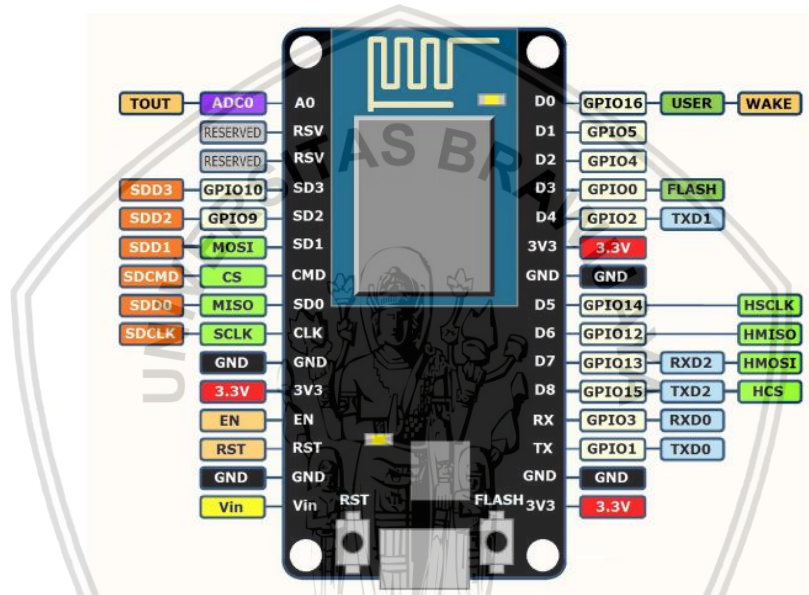 UNIVERSITAS BRAWIJAYA
TOUT ADC0 A0 D0 GPIO16 USER WAKE
RESERVED RSV D1 GPIO5
RESERVED RSV D2 GPIO4
SDD3 GPIO10 SD3 D3 GPIO0 FLASH
SDD2 GPIO9 SD2 D4 GPIO2 TXD1
SDD1 MOSI SD1 3V3 3.3V
SDCMD CS CMD GND GND
SDD0 MISO SD0 D5 GPIO14 HSCLK
SDCLK SCLK CLK D6 GPIO12 HMISO
GND GND D7 GPIO13 RXD2 HMOSI
3.3V 3V3 D8 GPIO15 TXD2 HCS
EN EN RX GPIO3 RXD0
RST RST TX GPIO1 TXD0
GND GND GND GND
Vin Vin RST FLASH 3V3 3.3V